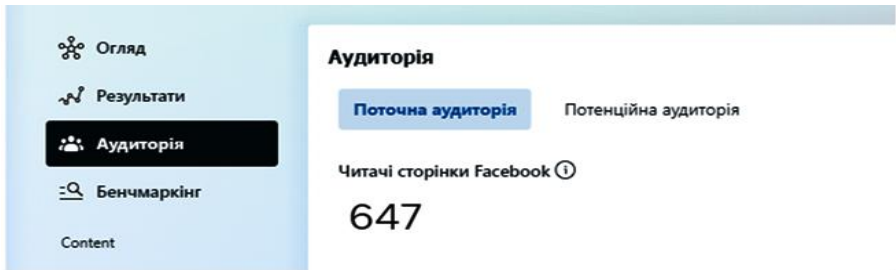 Огляд
Результати
Аудиторія
Бенчмаркінг
Content
Аудиторія
Поточна аудиторія
Потенційна аудиторія
Читачі сторінки Facebook
647